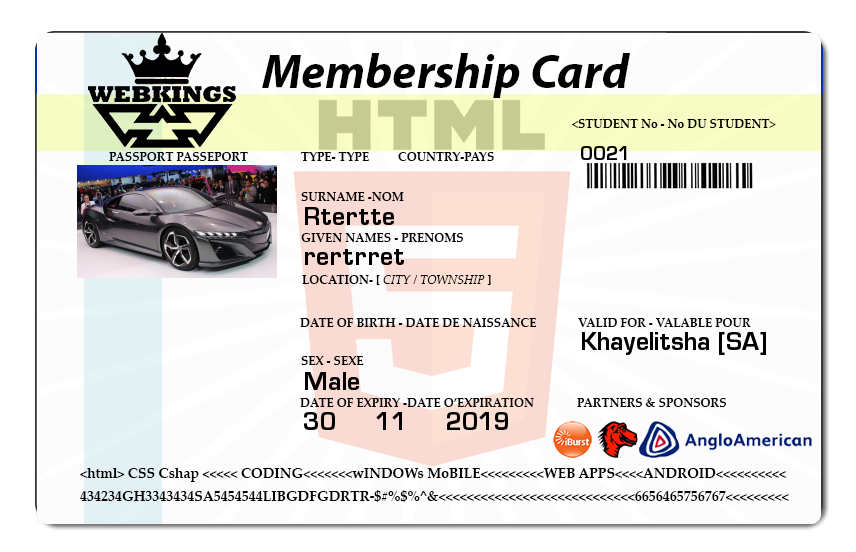 Membership Card
WEBKINGS
HTML
<STUDENT No - No DU STUDENT>
0021
PASSPORT PASSEPORT
TYPE- TYPE COUNTRY-PAYS
SURNAME -NOM
Rtertte
GIVEN NAMES - PRENOMS
rertrret
LOCATION- [ CITY / TOWNSHIP ]
DATE OF BIRTH - DATE DE NAISSANCE
VALID FOR - VALABLE POUR
Khayelitsha [SA]
SEX - SEXE
Male
DATE OF EXPIRY -DATE O’EXPIRATION
30 11 2019
PARTNERS & SPONSORS
iBurst
AngloAmerican
<html> CSS Cshap <<<<< CODING<<<<<<<wINDOWs MoBILE<<<<<<<<<WEB APPS<<<<ANDROID<<<<<<<<<<
434234GH3343434SA5454544LIBGDFGDRTR-$#%$%^&<<<<<<<<<<<<<<<<<<<<<<<<<<<<6656465756767<<<<<<<<<